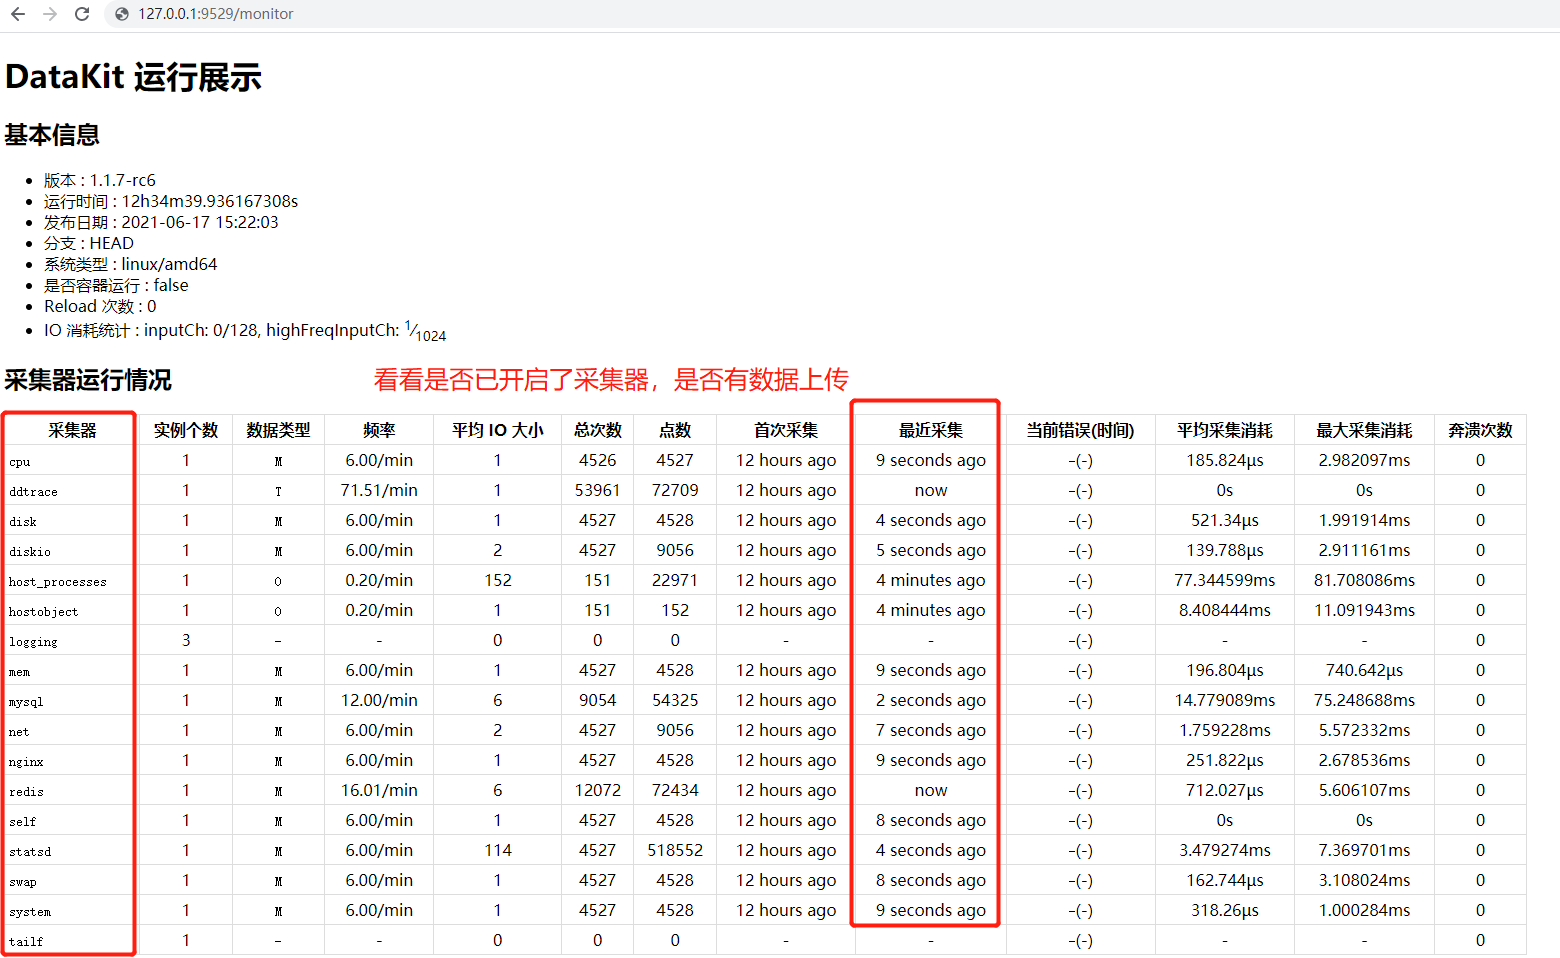 127.0.0.1:9529/monitor
DataKit 运行展示
基本信息
版本 : 1.1.7-rc6
运行时间 : 12h34m39.936167308s
发布日期 : 2021-06-17 15:22:03
分支 : HEAD
系统类型 : linux/amd64
是否容器运行 : false
Reload 次数 : 0
IO 消耗统计 : inputCh: 0/128, highFreqInputCh: 1/1024
采集器运行情况 看看是否已开启了采集器，是否有数据上传
采集器 实例个数 数据类型 频率 平均 IO 大小 总次数 点数 首次采集 最近采集 当前错误(时间) 平均采集消耗 最大采集消耗 奔溃次数
cpu 1 M 6.00/min 1 4526 4527 12 hours ago 9 seconds ago -(-) 185.824µs 2.982097ms 0
ddtrace 1 T 71.51/min 1 53961 72709 12 hours ago now -(-) 0s 0s 0
disk 1 M 6.00/min 1 4527 4528 12 hours ago 4 seconds ago -(-) 521.34µs 1.991914ms 0
diskio 1 M 6.00/min 2 4527 9056 12 hours ago 5 seconds ago -(-) 139.788µs 2.911161ms 0
host_processes 1 O 0.20/min 152 151 22971 12 hours ago 4 minutes ago -(-) 77.344599ms 81.708086ms 0
hostobject 1 O 0.20/min 1 151 152 12 hours ago 4 minutes ago -(-) 8.408444ms 11.091943ms 0
logging 3 - - 0 0 0 - - -(-) - - 0
mem 1 M 6.00/min 1 4527 4528 12 hours ago 9 seconds ago -(-) 196.804µs 740.642µs 0
mysql 1 M 12.00/min 6 9054 54325 12 hours ago 2 seconds ago -(-) 14.779089ms 75.248688ms 0
net 1 M 6.00/min 2 4527 9056 12 hours ago 7 seconds ago -(-) 1.759228ms 5.572332ms 0
nginx 1 M 6.00/min 1 4527 4528 12 hours ago 9 seconds ago -(-) 251.822µs 2.678536ms 0
redis 1 M 16.01/min 6 12072 72434 12 hours ago now -(-) 712.027µs 5.606107ms 0
self 1 M 6.00/min 1 4527 4528 12 hours ago 8 seconds ago -(-) 0s 0s 0
statsd 1 M 6.00/min 114 4527 518552 12 hours ago 4 seconds ago -(-) 3.479274ms 7.369701ms 0
swap 1 M 6.00/min 1 4527 4528 12 hours ago 8 seconds ago -(-) 162.744µs 3.108024ms 0
system 1 M 6.00/min 1 4527 4528 12 hours ago 9 seconds ago -(-) 318.26µs 1.000284ms 0
tailf 1 - - 0 0 0 - - -(-) - - 0